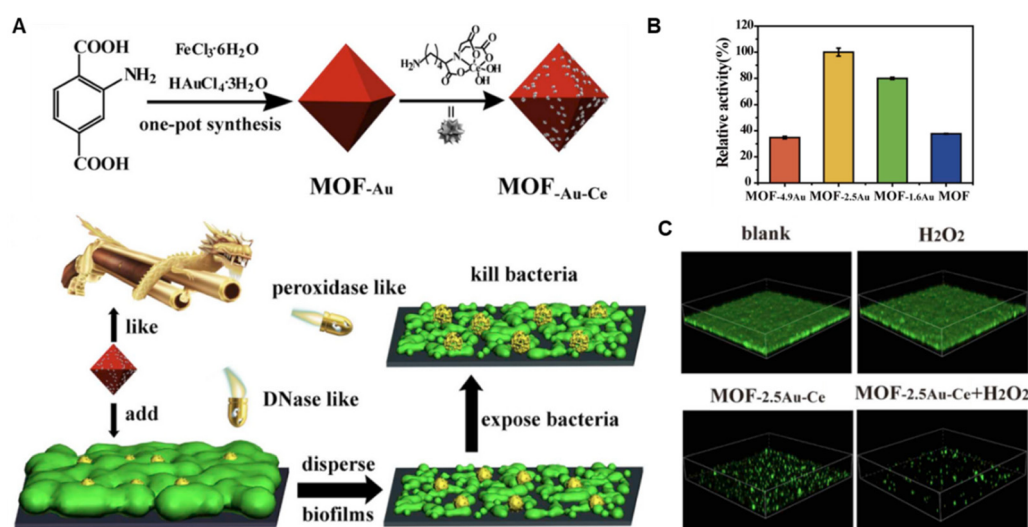 A
COOH
NH2
COOH
FeCl3·6H2O
HAuCl4·3H2O
one-pot synthesis
MOF-Au
H2N
4
O
O
O
O
Ce
OH
OH
MOF-Au-Ce
like
add
peroxidase like
DNase like
disperse
biofilms
expose bacteria
kill bacteria
B
Relative activity(%)
140
120
100
80
60
40
20
0
MOF-4.9Au MOF-2.5Au MOF-1.6Au MOF
C
blank
H2O2
MOF-2.5Au-Ce
MOF-2.5Au-Ce+H2O2